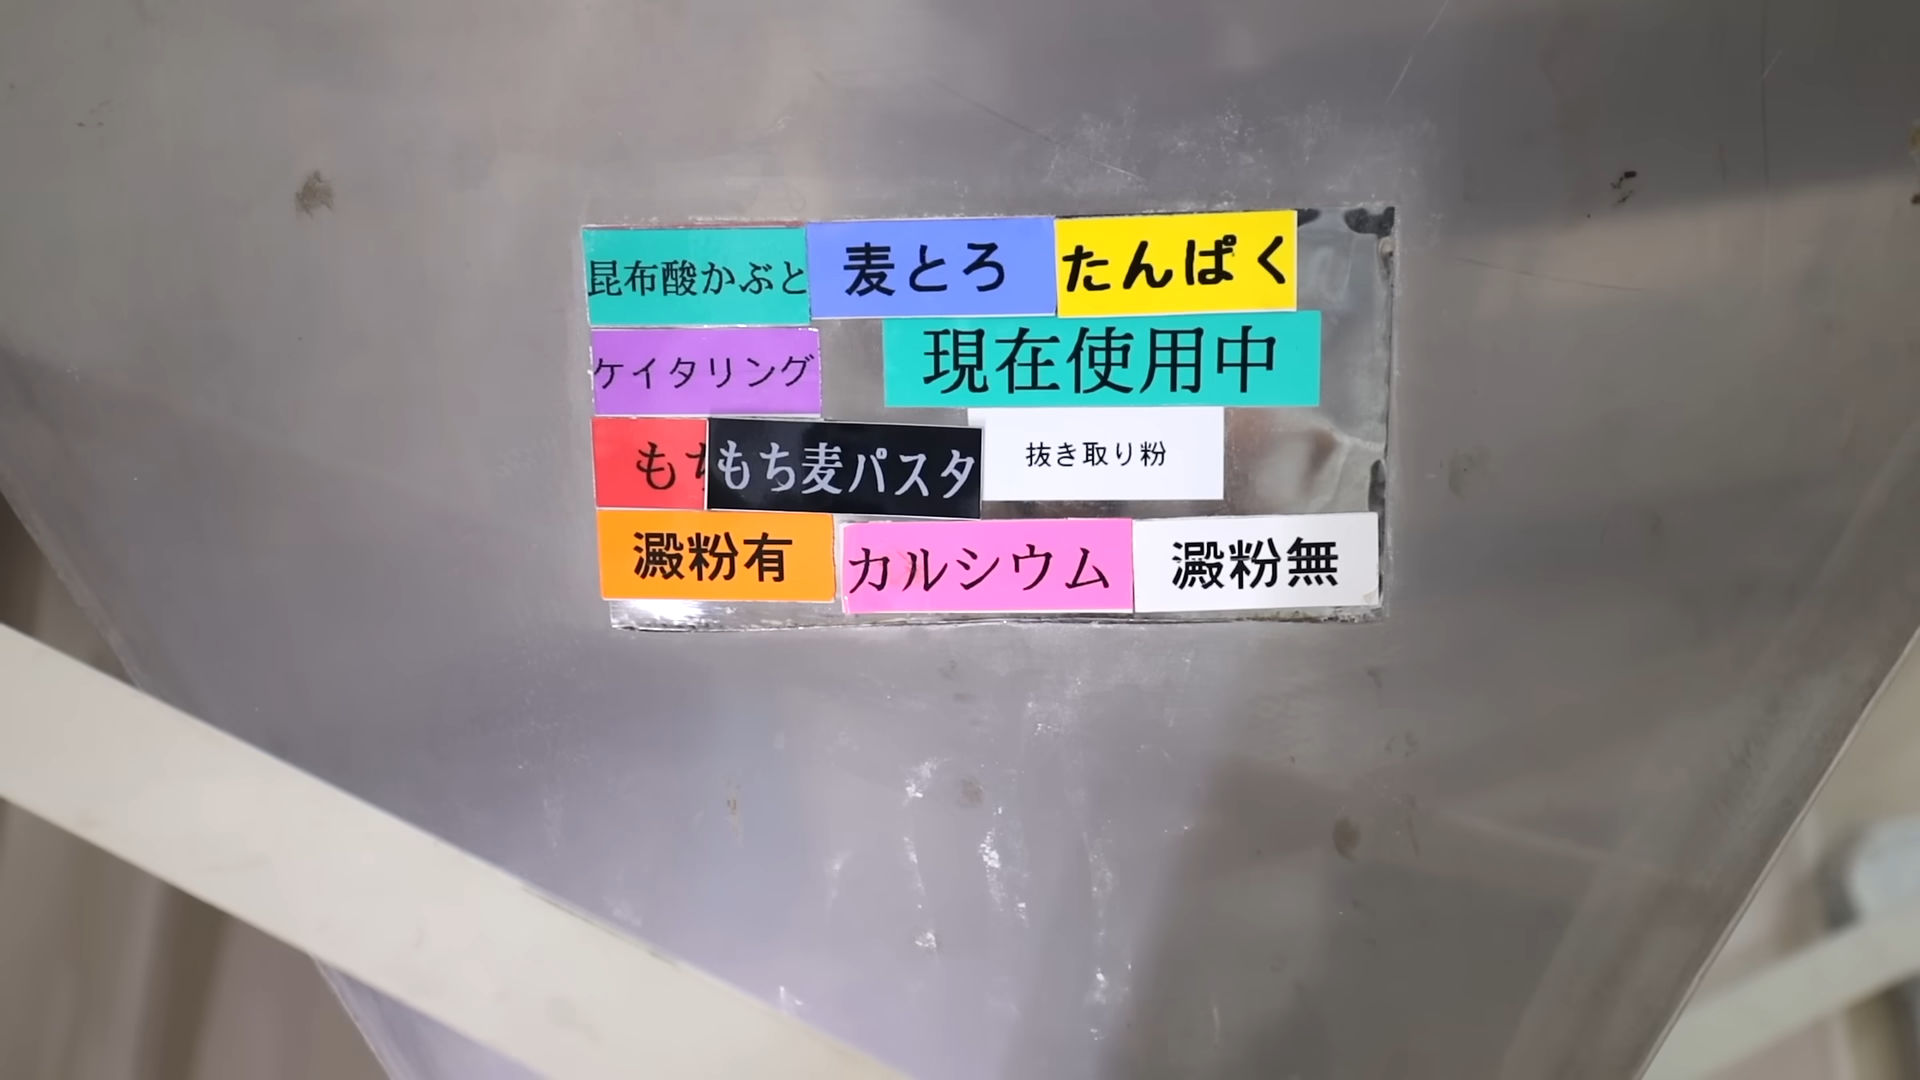 昆布酸かぶと
麦とろ
たんぱく
ケイタリング
現在使用中
もち
もち麦パスタ
抜き取り粉
澱粉有
カルシウム
澱粉無